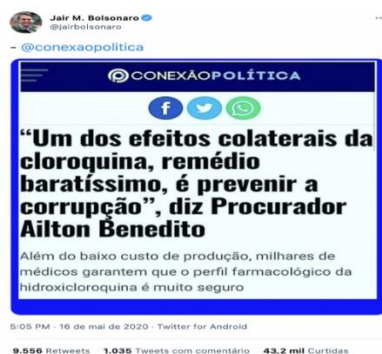 Jair M. Bolsonaro
@jairbolsonaro
- @conexaopolitica
CONEXÃOPOLÍTICA
“Um dos efeitos colaterais da
cloroquina, remédio
baratíssimo, é prevenir a
corrupção”, diz Procurador
Ailton Benedito
Além do baixo custo de produção, milhares de
médicos garantem que o perfil farmacológico da
hidroxicloroquina é muito seguro
5:05 PM · 16 de mai de 2020 · Twitter for Android
9.556 Retweets 1.035 Tweets com comentário 43,2 mil Curtidas